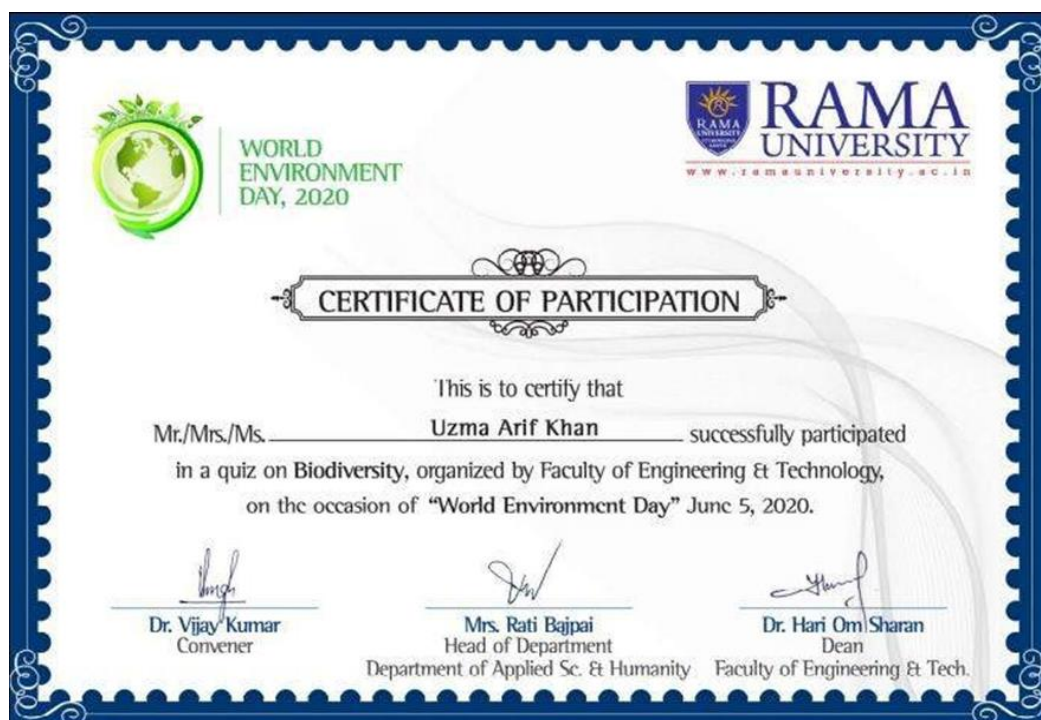 WORLD
ENVIRONMENT
DAY, 2020
RAMA
UNIVERSITY
RAMA
UNIVERSITY
www.ramauniversity.ac.in
CERTIFICATE OF PARTICIPATION
This is to certify that
Mr./Mrs./Ms. Uzma Arif Khan successfully participated
in a quiz on Biodiversity, organized by Faculty of Engineering & Technology,
on the occasion of “World Environment Day” June 5, 2020.
Dr. Vijay Kumar
Convener
Mrs. Rati Bajpai
Head of Department
Department of Applied Sc. & Humanity
Dr. Hari Om Sharan
Dean
Faculty of Engineering & Tech.